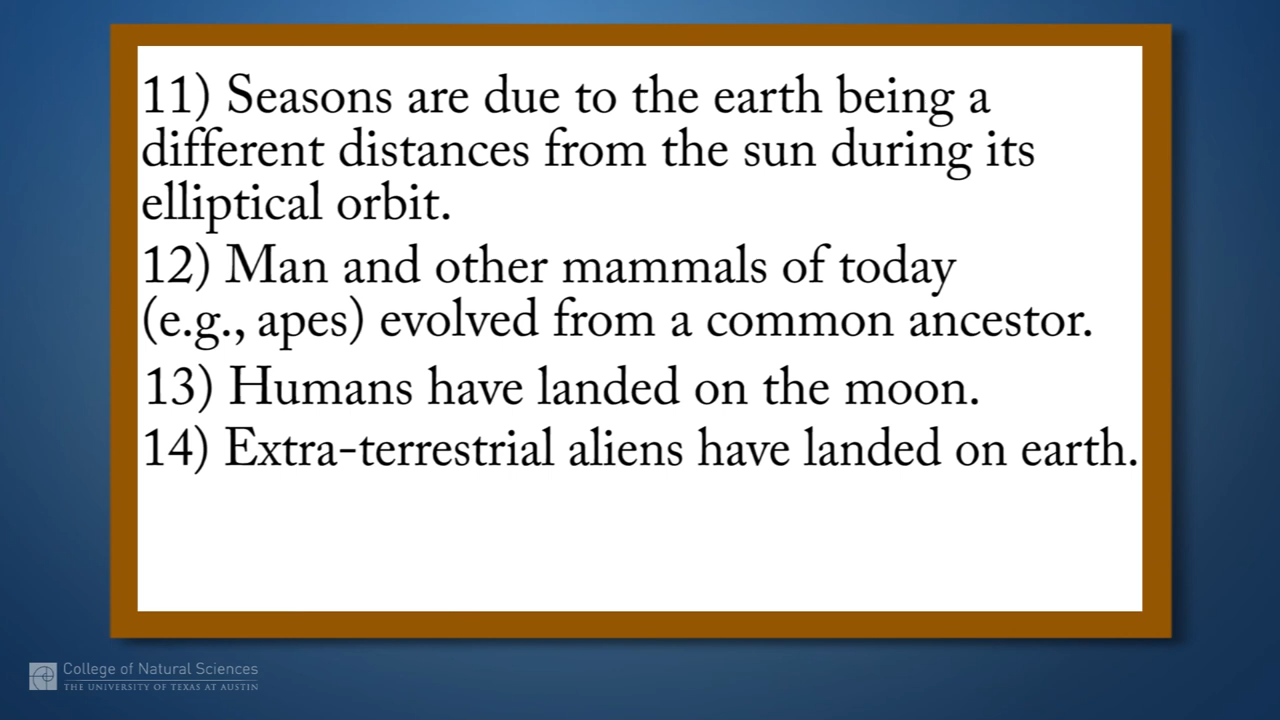 11) Seasons are due to the earth being a
different distances from the sun during its
elliptical orbit.
12) Man and other mammals of today
(e.g., apes) evolved from a common ancestor.
13) Humans have landed on the moon.
14) Extra-terrestrial aliens have landed on earth.
College of Natural Sciences
THE UNIVERSITY OF TEXAS AT AUSTIN